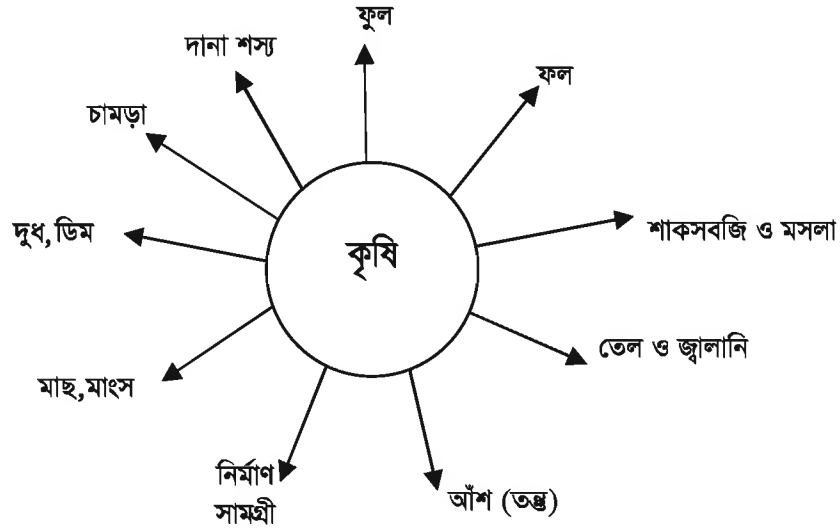 ফুল
দানা শস্য
ফল
চামড়া
দুধ,ডিম
কৃষি
শাকসবজি ও মসলা
তেল ও জ্বালানি
মাছ,মাংস
নির্মাণ
সামগ্রী
আঁশ (তন্তু)